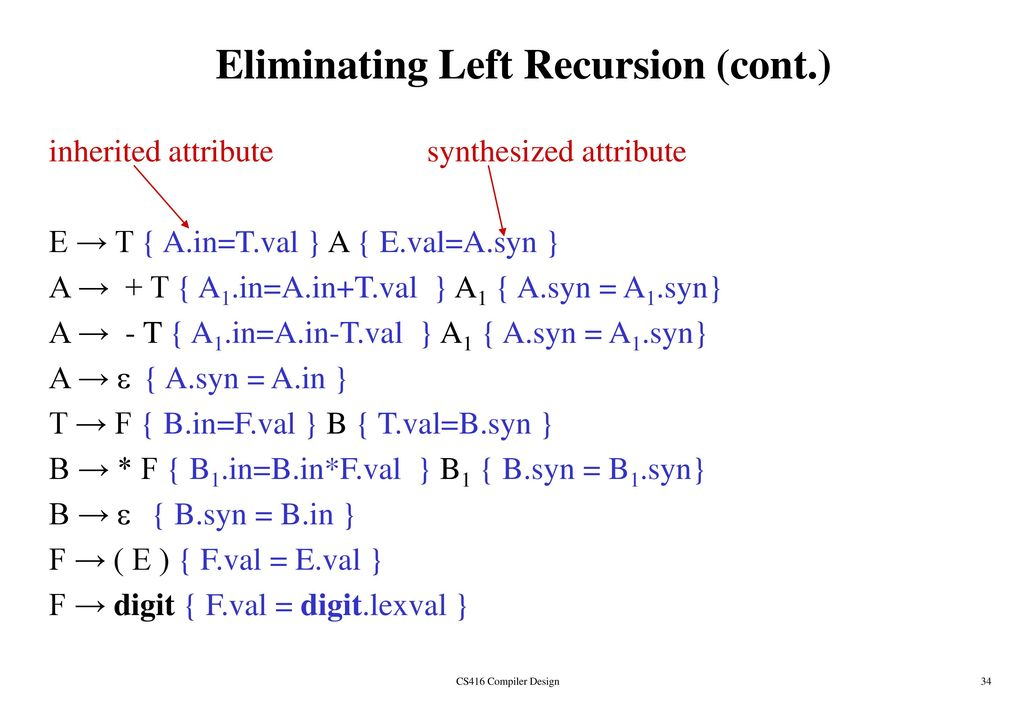 Eliminating Left Recursion (cont.)
inherited attribute synthesized attribute
E → T { A.in=T.val } A { E.val=A.syn }
A → + T { A₁.in=A.in+T.val } A₁ { A.syn = A₁.syn}
A → - T { A₁.in=A.in-T.val } A₁ { A.syn = A₁.syn}
A → ε { A.syn = A.in }
T → F { B.in=F.val } B { T.val=B.syn }
B → * F { B₁.in=B.in*F.val } B₁ { B.syn = B₁.syn}
B → ε { B.syn = B.in }
F → ( E ) { F.val = E.val }
F → digit { F.val = digit.lexval }
CS416 Compiler Design 34